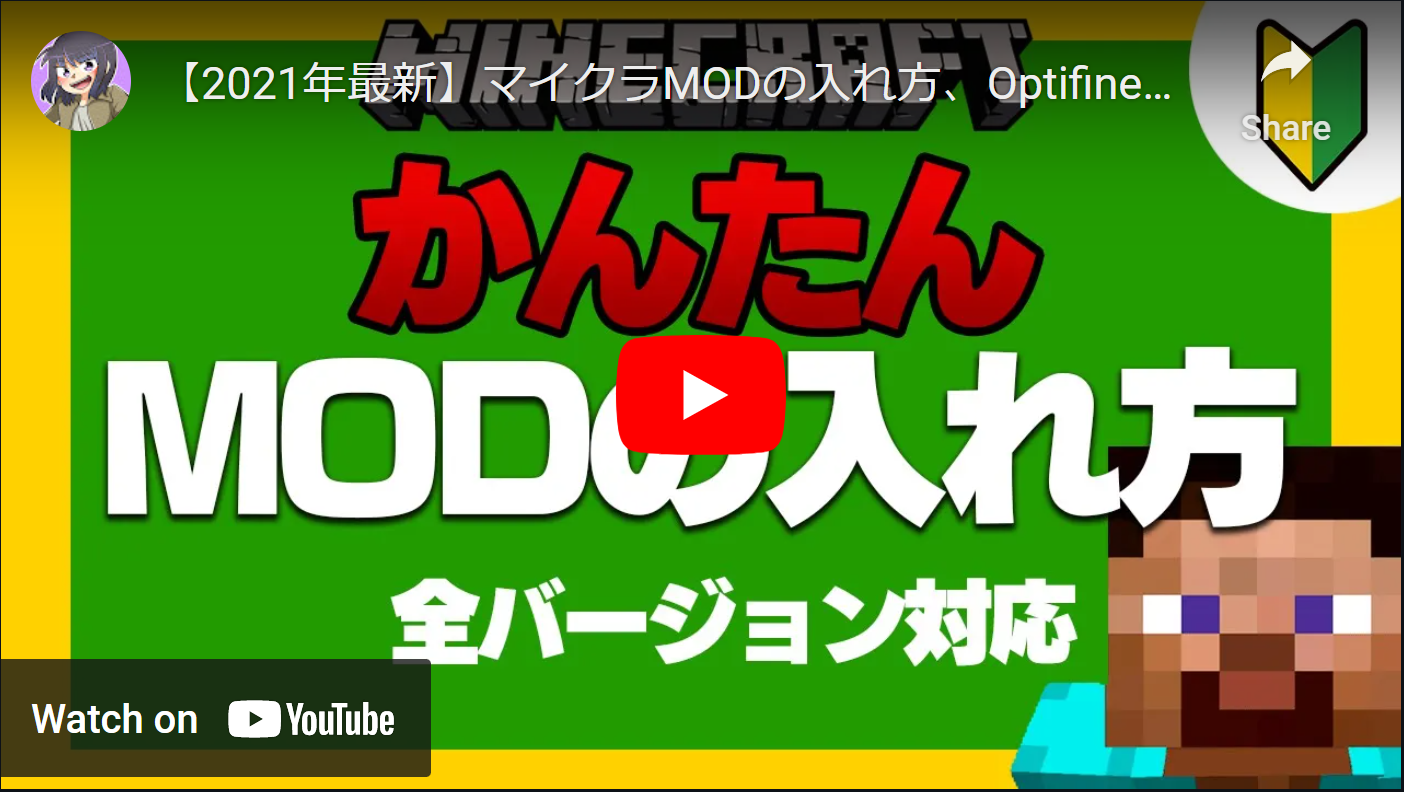 MINECRAFT
【2021年最新】マイクラMODの入れ方、Optifine...
Share
かんたん
MODの入れ方
全バージョン対応
Watch on YouTube